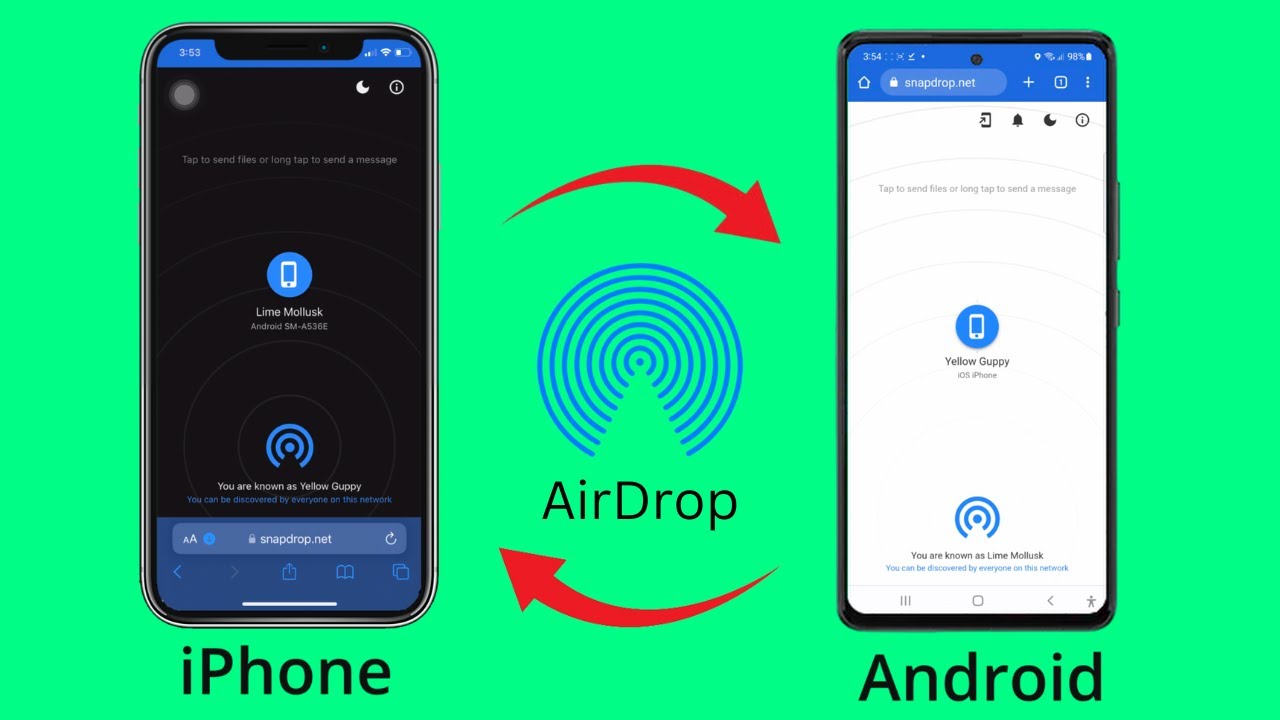 3:53
Tap to send files or long tap to send a message
Lime Mollusk
Android SM-A536E
You are known as Yellow Guppy
You can be discovered by everyone on this network
AA
snapdrop.net
iPhone
AirDrop
3:54
98%
snapdrop.net
1
Tap to send files or long tap to send a message
Yellow Guppy
iOS iPhone
You are known as Lime Mollusk
You can be discovered by everyone on this network
Android